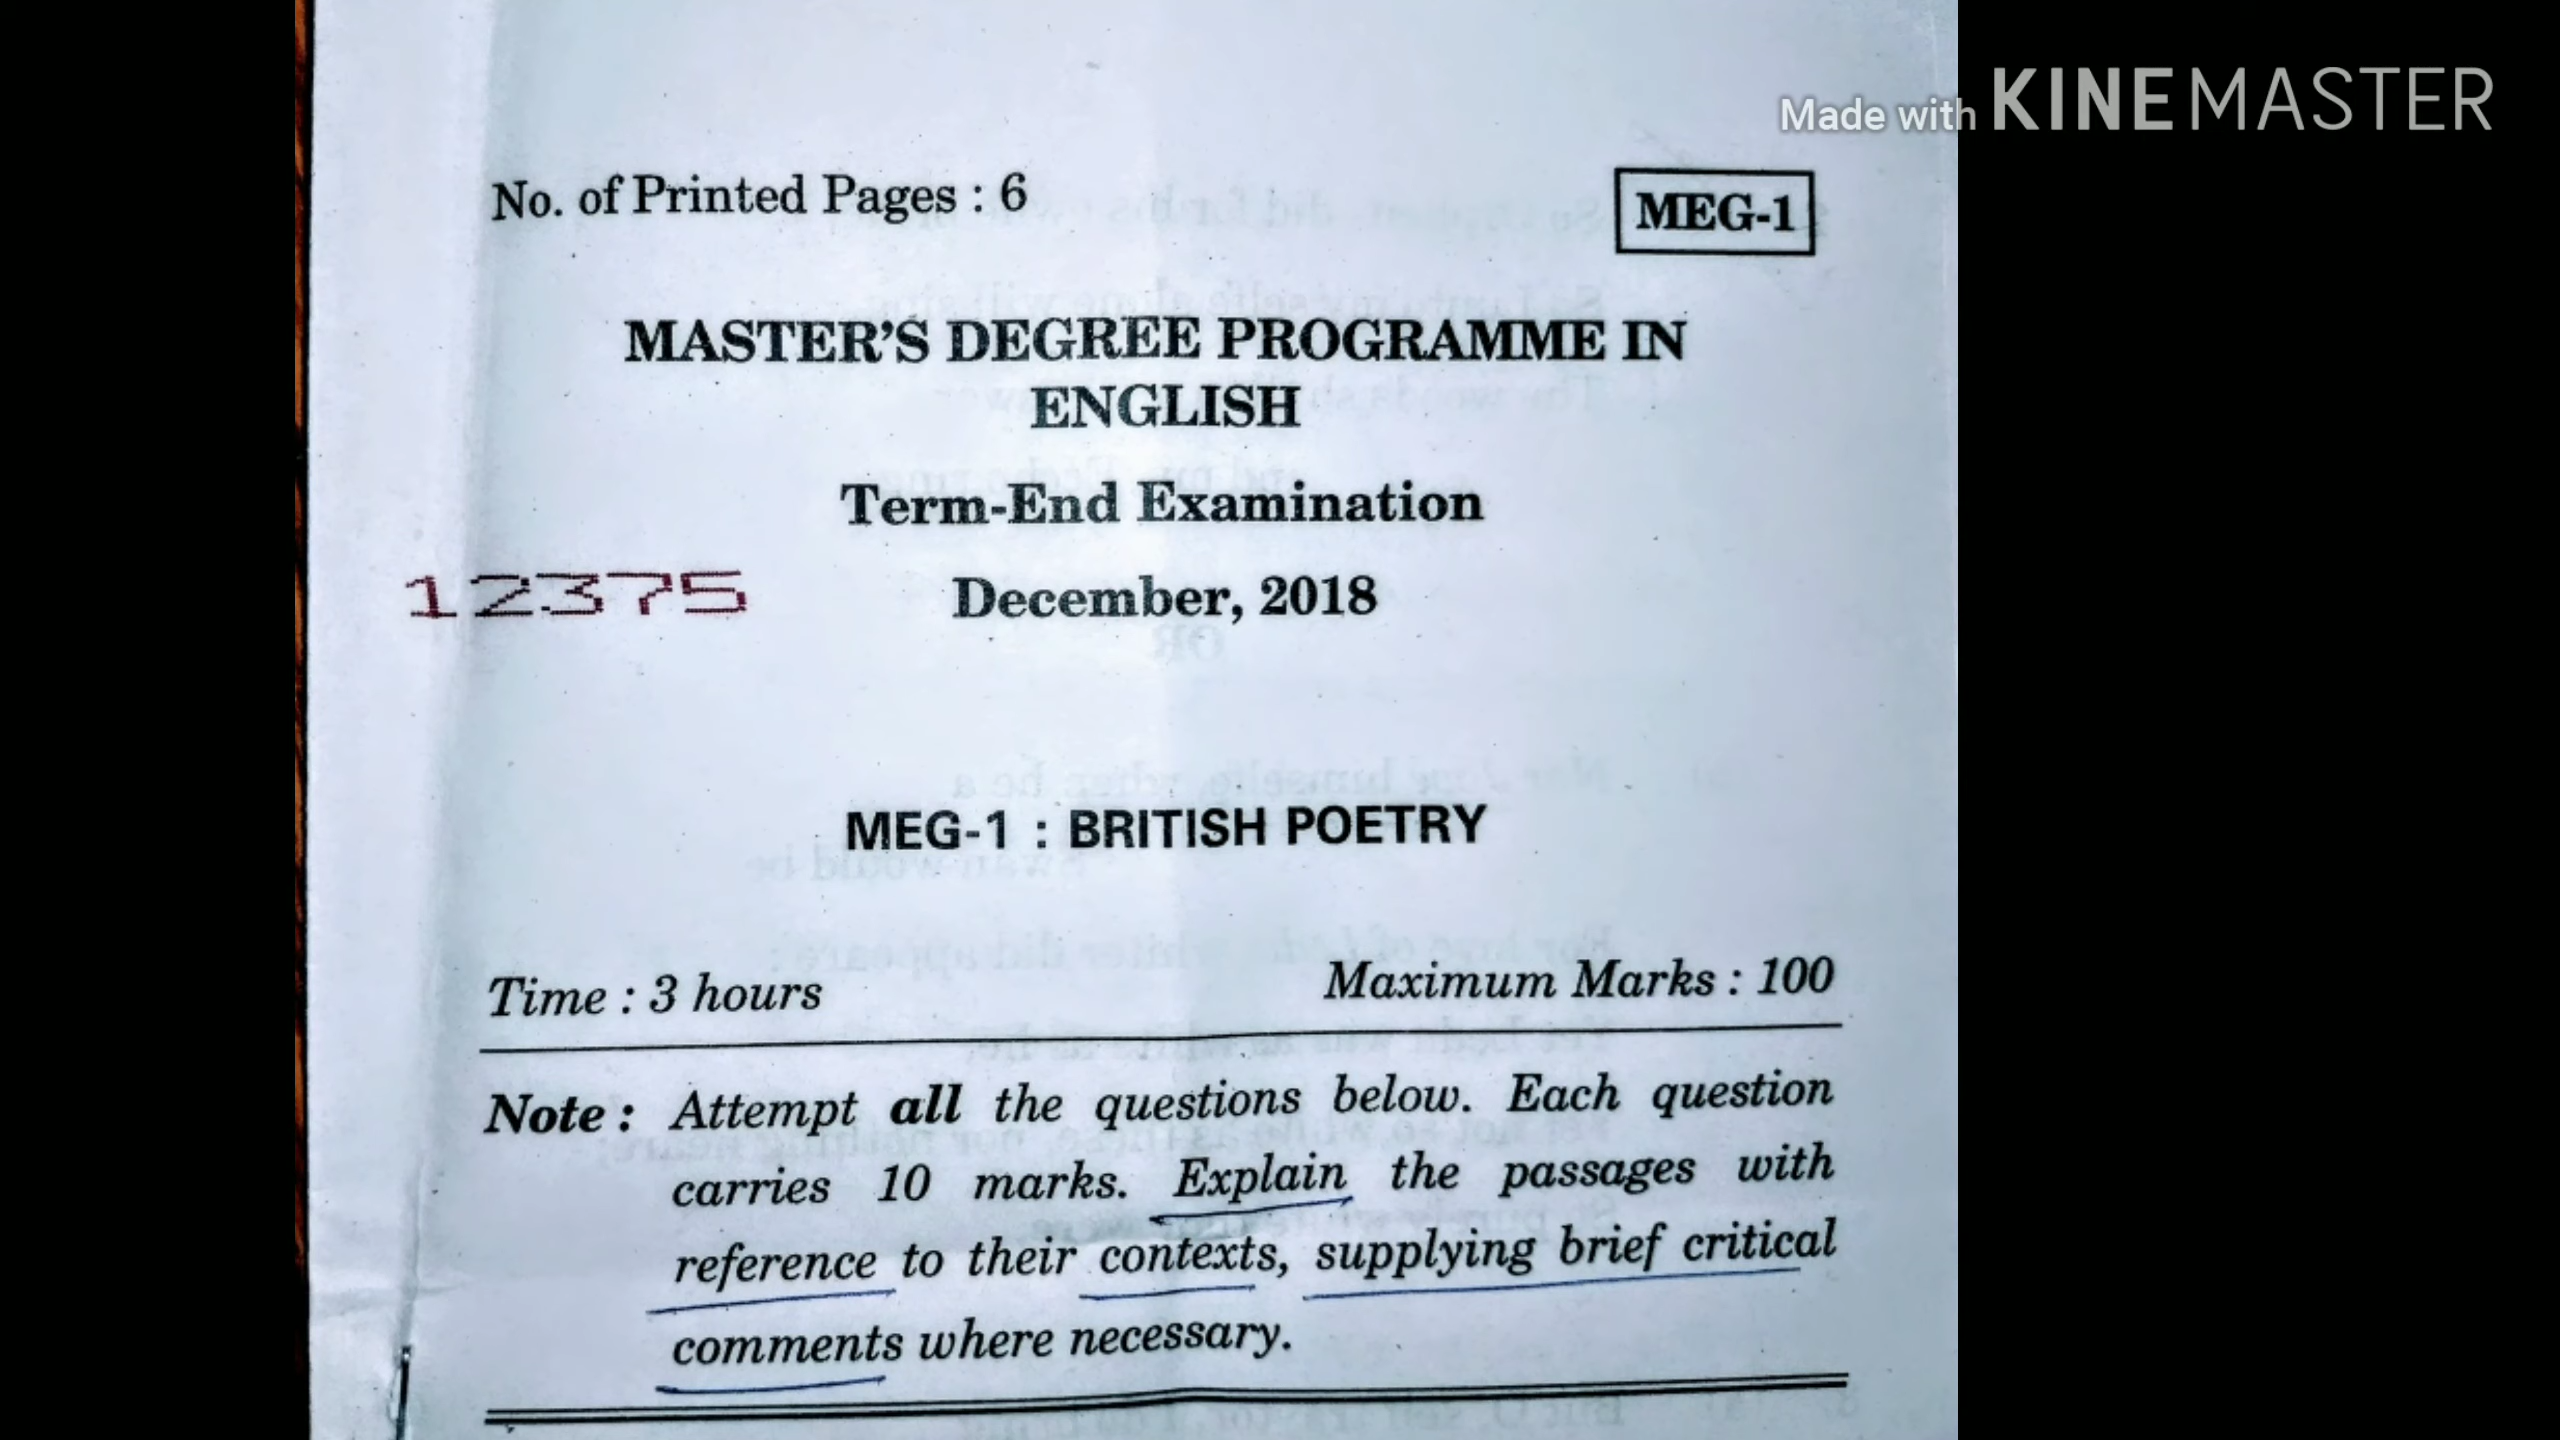 Made with KINEMASTER
No. of Printed Pages : 6
MEG-1
MASTER'S DEGREE PROGRAMME IN
ENGLISH
Term-End Examination
12375
December, 2018
MEG-1 : BRITISH POETRY
Time : 3 hours
Maximum Marks : 100
Note : Attempt all the questions below. Each question
carries 10 marks. Explain the passages with
reference to their contexts, supplying brief critical
comments where necessary.